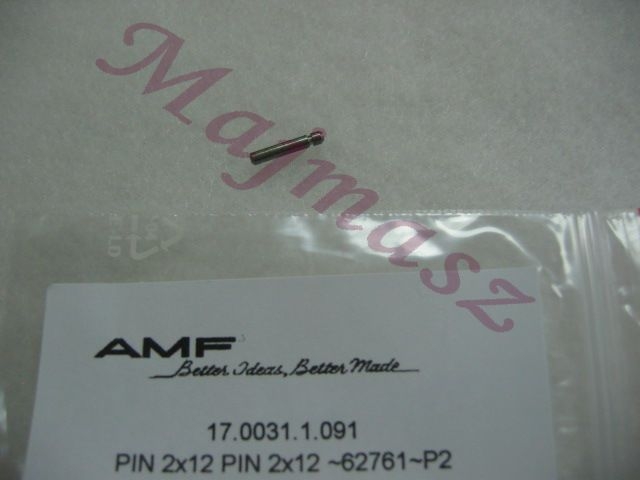 Majmasz
AMF
Better Ideas, Better Made
17.0031.1.091
PIN 2x12 PIN 2x12 ~62761~P2